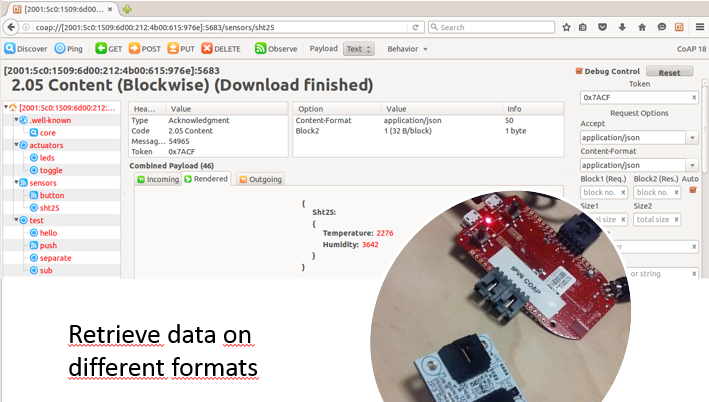 [2001:5c0:1509:6d00:212...
coap://[2001:5c0:1509:6d00:212:4b00:615:976e]:5683/sensors/sht25
Search
Discover Ping GET POST PUT DELETE Observe Payload Text Behavior CoAP 18
[2001:5c0:1509:6d00:212:4b00:615:976e]:5683
2.05 Content (Blockwise) (Download finished)
Debug Control Reset
Token
0x7ACF
Request Options
Accept
application/json
Content-Format
application/json
Block1 (Req.) Block2 (Res.) Auto
block no. block no.
Size1 Size2
total size total size
or string
[2001:5c0:1509:6d00:212:...
.well-known
core
actuators
leds
toggle
sensors
button
sht25
test
hello
push
separate
sub
Hea... Value
Type Acknowledgment
Code 2.05 Content
Messag... 54965
Token 0x7ACF
Option Value Info
Content-Format application/json 50
Block2 1 (32 B/block) 1 byte
Combined Payload (46)
Incoming Rendered Outgoing
{
Sht25:
{
Temperature: 2276
Humidity: 3642
}
}
IPV6 COAP
Retrieve data on
different formats